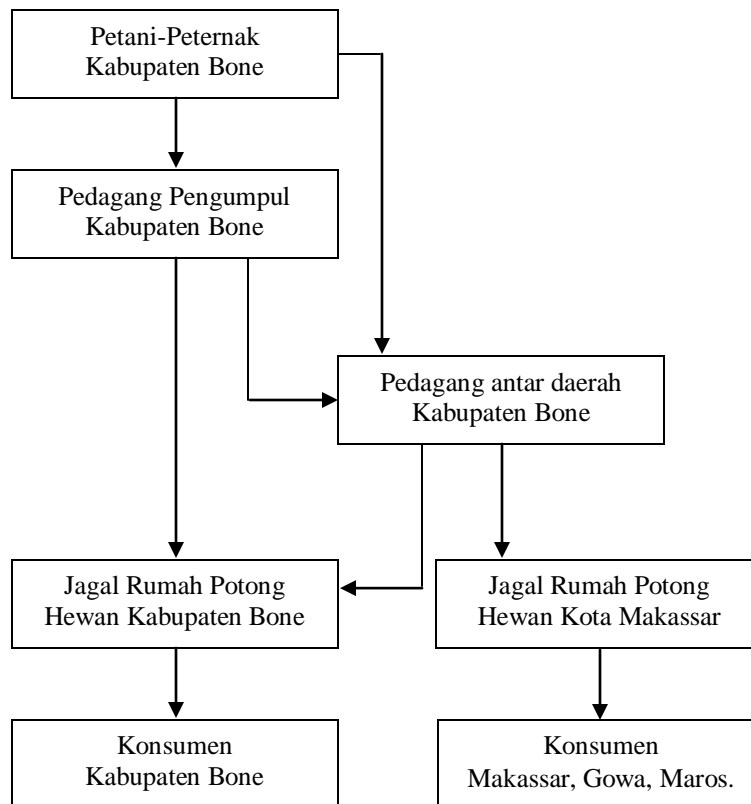 Petani-Peternak
Kabupaten Bone
Pedagang Pengumpul
Kabupaten Bone
Pedagang antar daerah
Kabupaten Bone
Jagal Rumah Potong
Hewan Kabupaten Bone
Jagal Rumah Potong
Hewan Kota Makassar
Konsumen
Kabupaten Bone
Konsumen
Makassar, Gowa, Maros.